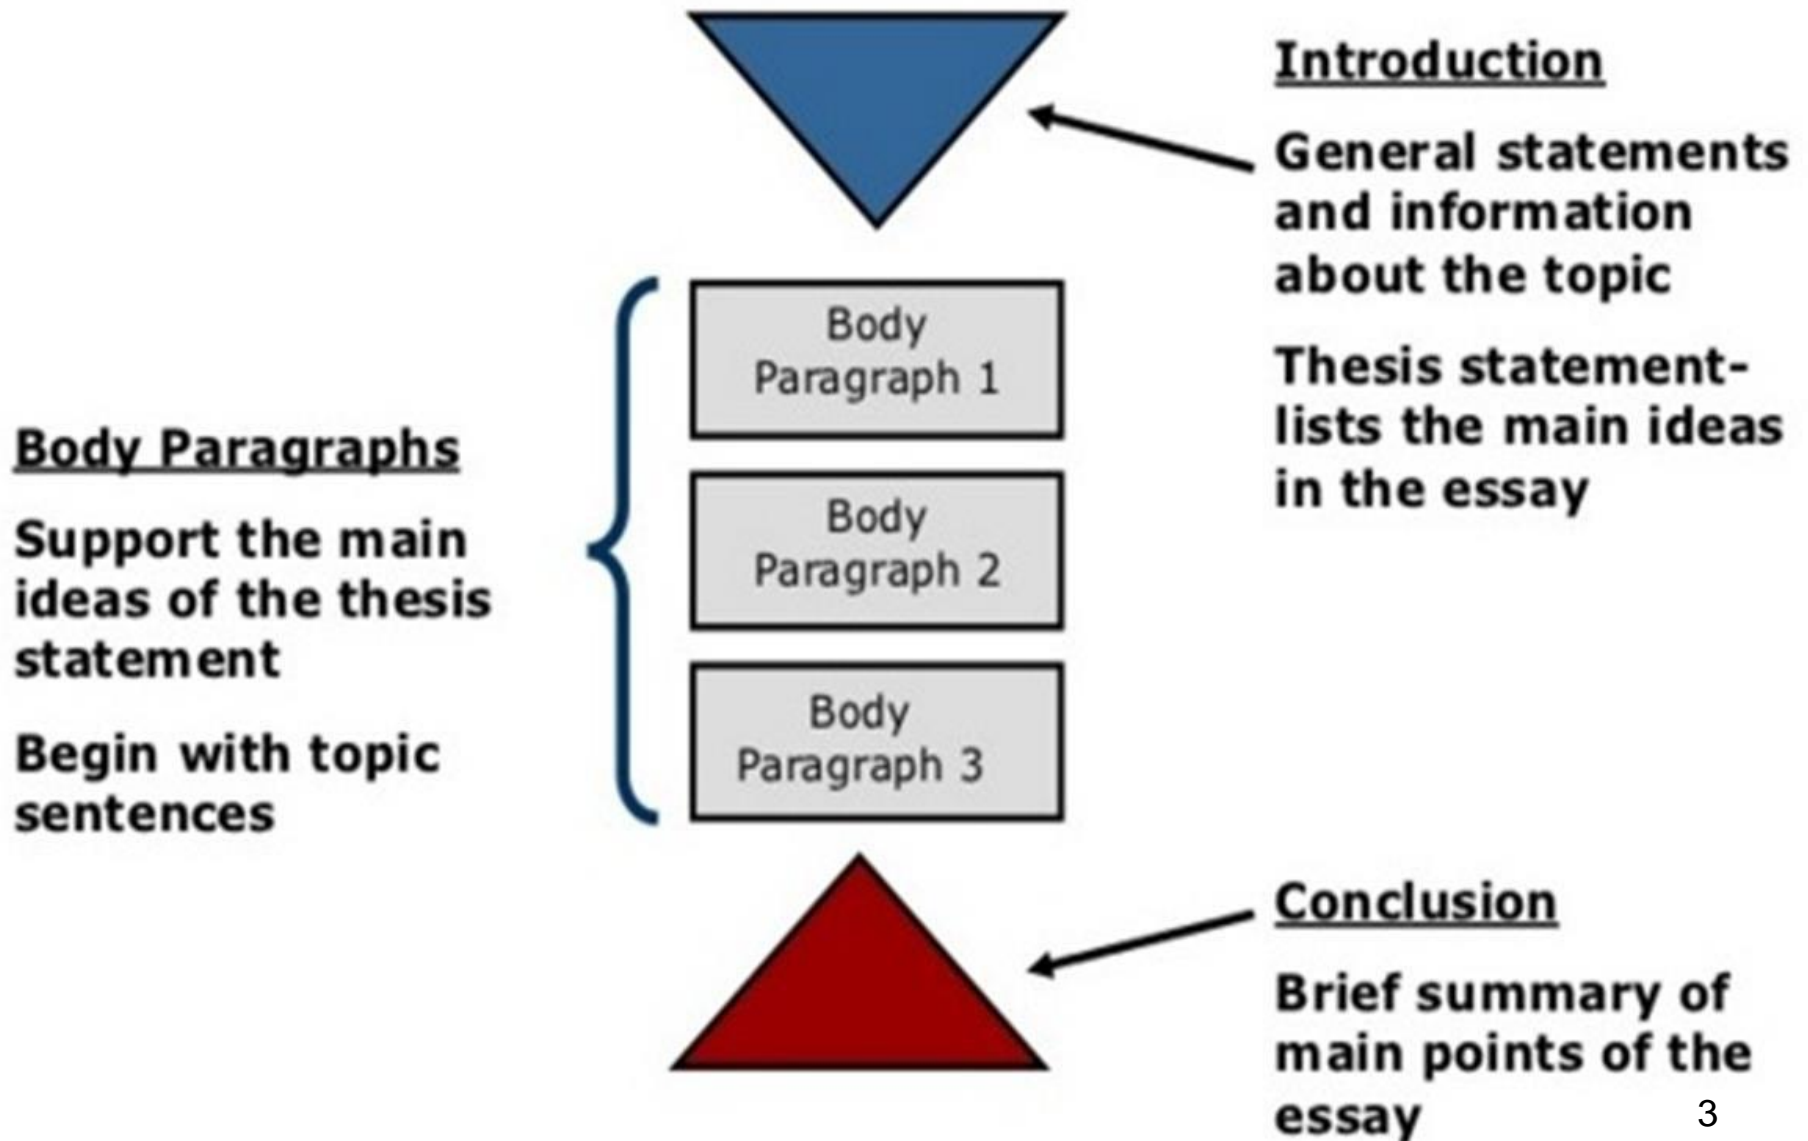 Introduction
General statements
and information
about the topic
Thesis statement-
lists the main ideas
in the essay
Body
Paragraph 1
Body
Paragraph 2
Body
Paragraph 3
Body Paragraphs
Support the main
ideas of the thesis
statement
Begin with topic
sentences
Conclusion
Brief summary of
main points of the
essay
3